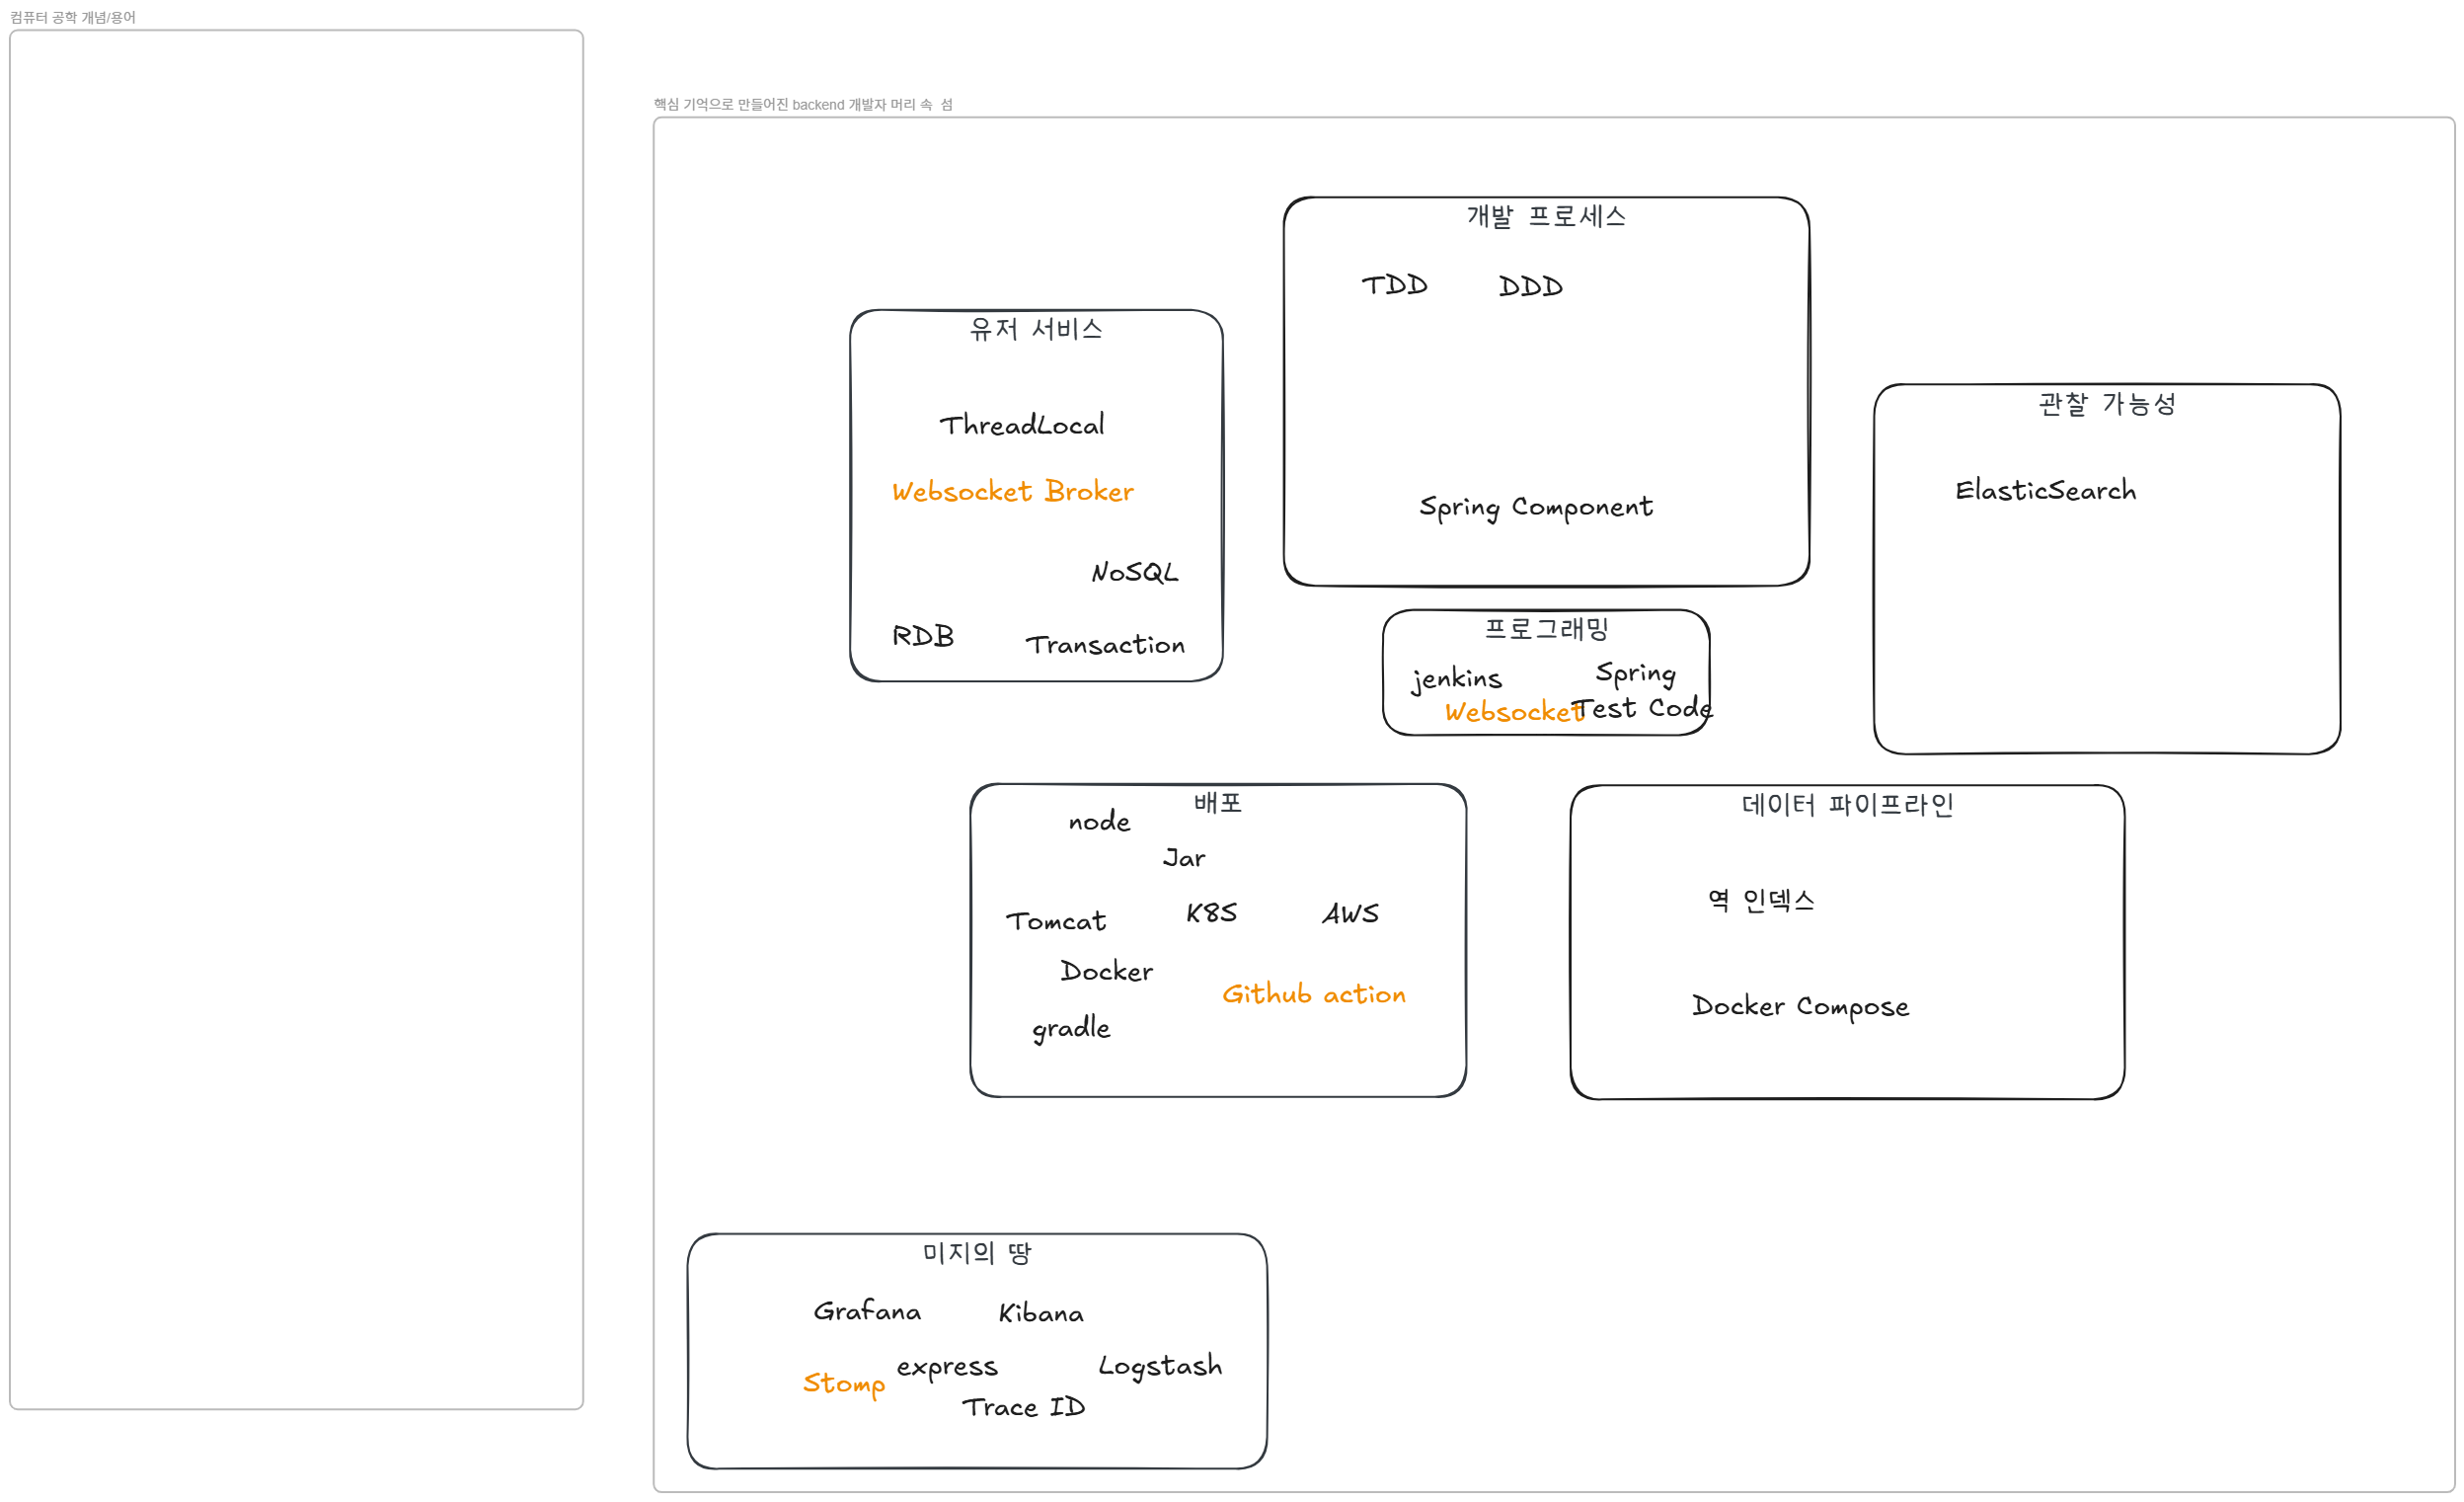 컴퓨터 공학 개념/용어
핵심 기억으로 만들어진 backend 개발자 머리 속 섬
개발 프로세스
TDD
DDD
Spring Component
유저 서비스
ThreadLocal
Websocket Broker
NoSQL
RDB
Transaction
관찰 가능성
ElasticSearch
프로그래밍
jenkins
Spring
Websocket
Test Code
배포
node
Jar
Tomcat
K8S
AWS
Docker
Github action
gradle
데이터 파이프라인
역 인덱스
Docker Compose
미지의 땅
Grafana
Kibana
express
Logstash
Stomp
Trace ID